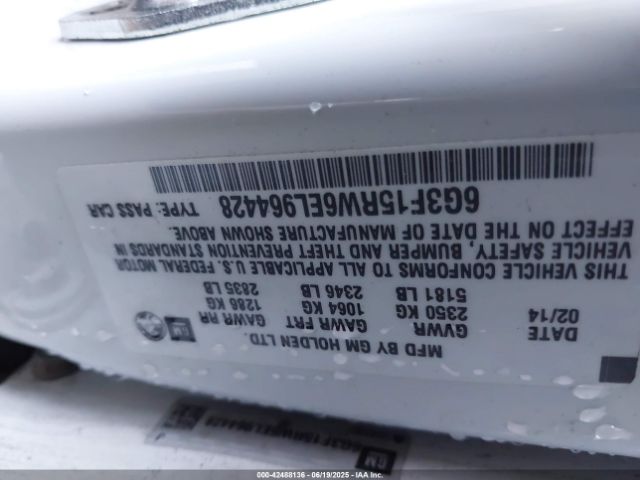 MFD BY GM HOLDEN LTD. GM
DATE GVWR GAWR FRT GAWR RR
02/14 2350 KG 1064 KG 1286 KG
5181 LB 2346 LB 2835 LB
THIS VEHICLE CONFORMS TO ALL APPLICABLE U.S. FEDERAL MOTOR
VEHICLE SAFETY, BUMPER AND THEFT PREVENTION STANDARDS IN
EFFECT ON THE DATE OF MANUFACTURE SHOWN ABOVE.
6G3F15RW6EL964428 TYPE: PASS CAR
GM 6G3F15RW6EL964428
000-42488136 - 06/19/2025 - IAA Inc.